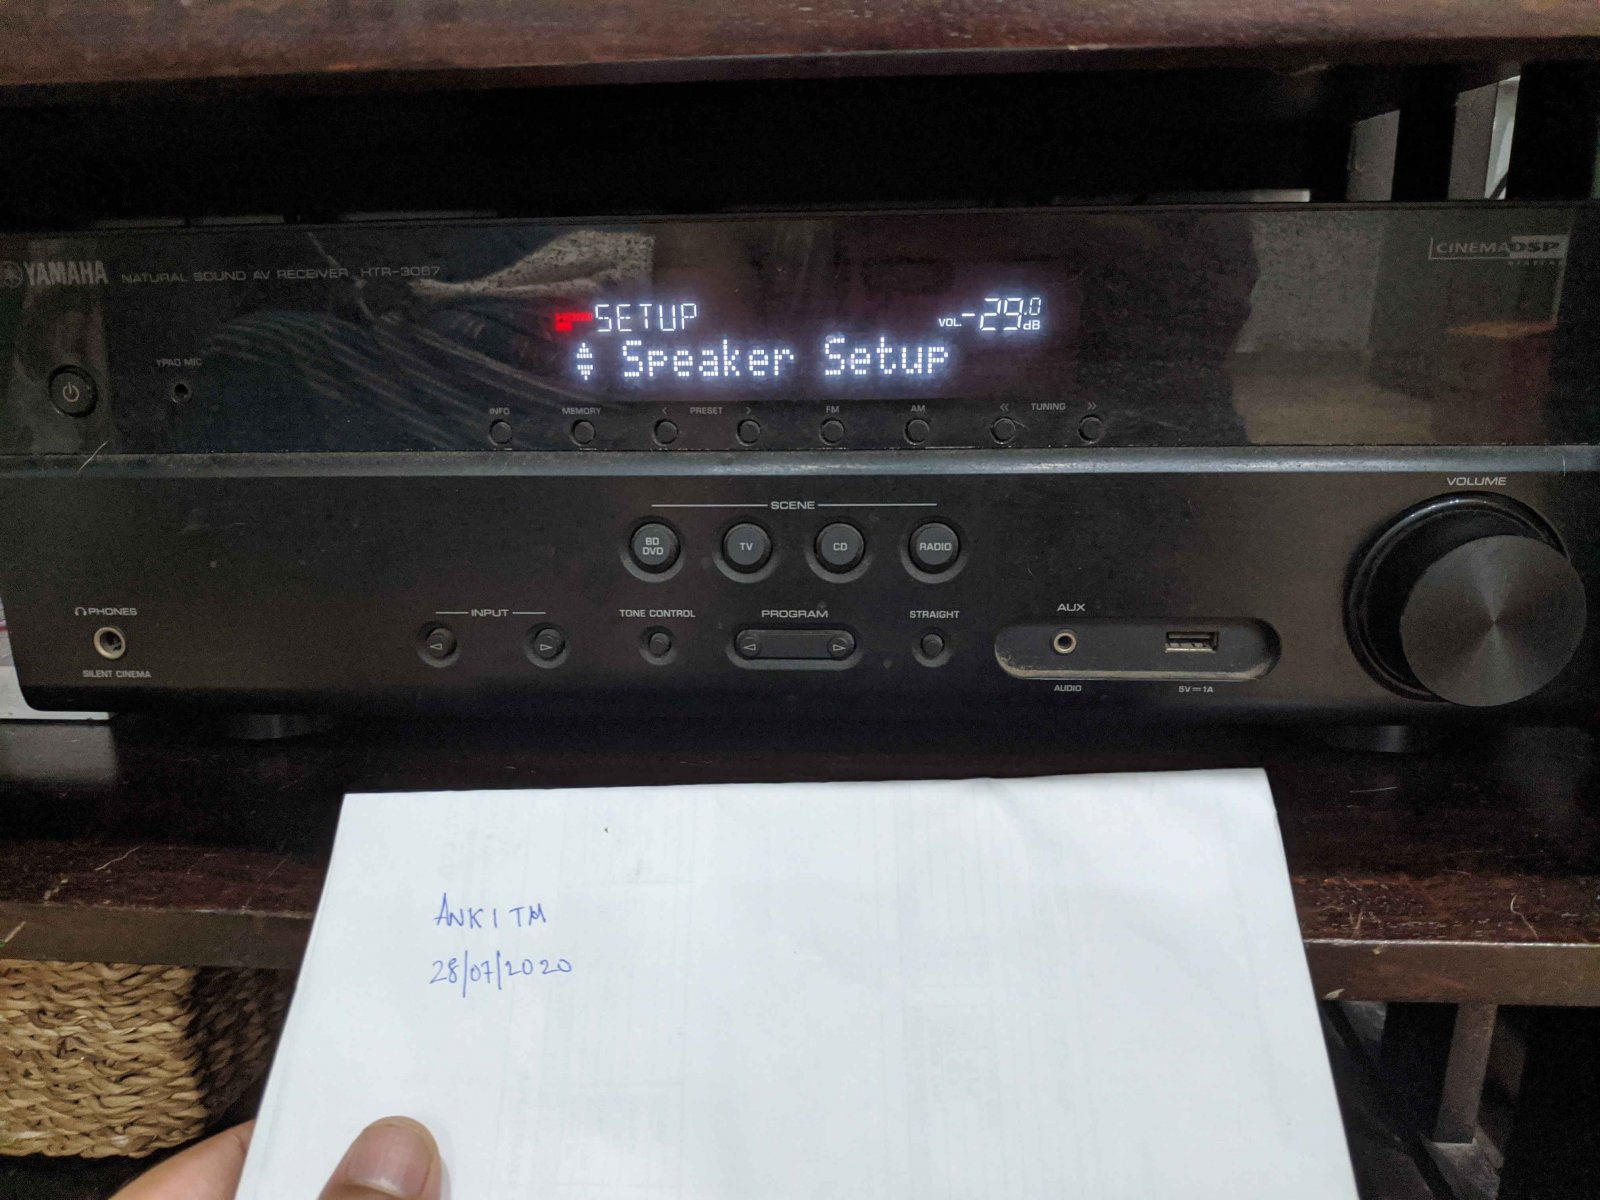 YAMAHA NATURAL SOUND AV RECEIVER HTR-3067
CINEMA DSP
SETUP
VOL. -29.0 dB
Speaker Setup
YPAO MIC
INFO
MEMORY
< PRESET >
FM
AM
<< TUNING >>
VOLUME
SCENE
BD DVD
TV
CD
RADIO
PHONES
SILENT CINEMA
INPUT
TONE CONTROL
PROGRAM
STRAIGHT
AUX
AUDIO
5V⎓1A
ANKITM
28/07/2020